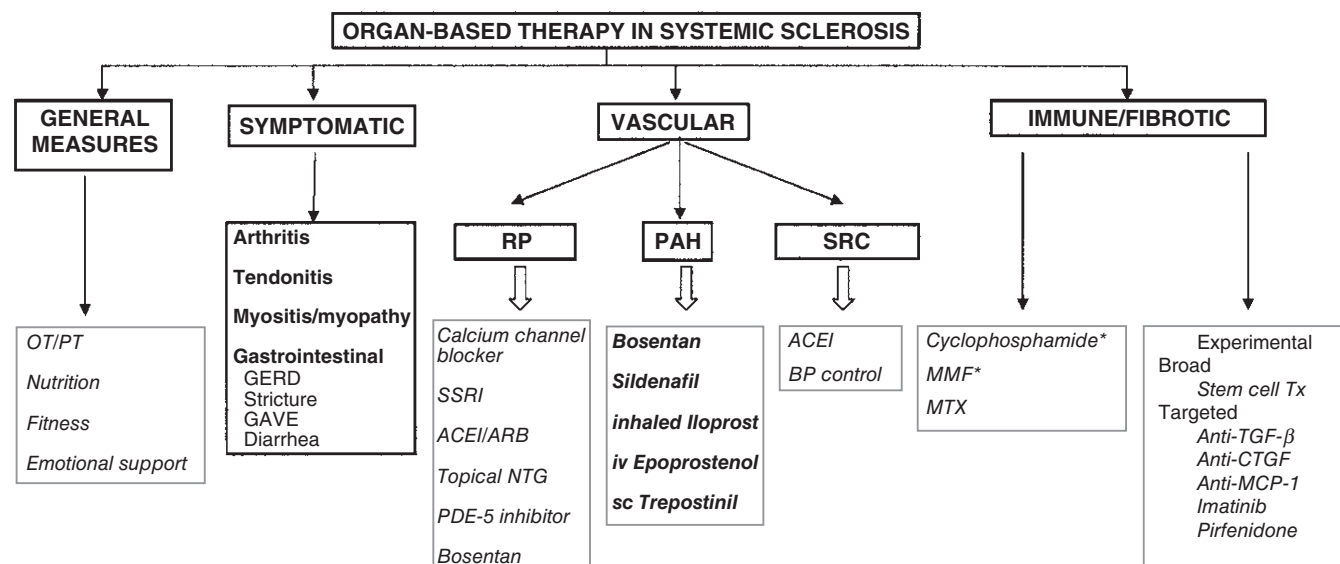 ORGAN-BASED THERAPY IN SYSTEMIC SCLEROSIS
GENERAL
MEASURES
SYMPTOMATIC
VASCULAR
IMMUNE/FIBROTIC
OT/PT
Nutrition
Fitness
Emotional support
Arthritis
Tendonitis
Myositis/myopathy
Gastrointestinal
GERD
Stricture
GAVE
Diarrhea
RP
PAH
SRC
Calcium channel
blocker
SSRI
ACEI/ARB
Topical NTG
PDE-5 inhibitor
Bosentan
Bosentan
Sildenafil
inhaled Iloprost
iv Epoprostenol
sc Trepostinil
ACEI
BP control
Cyclophosphamide*
MMF*
MTX
Experimental
Broad
Stem cell Tx
Targeted
Anti-TGF-β
Anti-CTGF
Anti-MCP-1
Imatinib
Pirfenidone